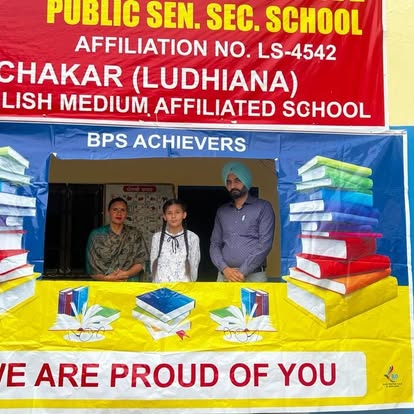 PUBLIC SEN. SEC. SCHOOL
AFFILIATION NO. LS-4542
CHAKAR (LUDHIANA)
LISH MEDIUM AFFILIATED SCHOOL
BPS ACHIEVERS
WE ARE PROUD OF YOU